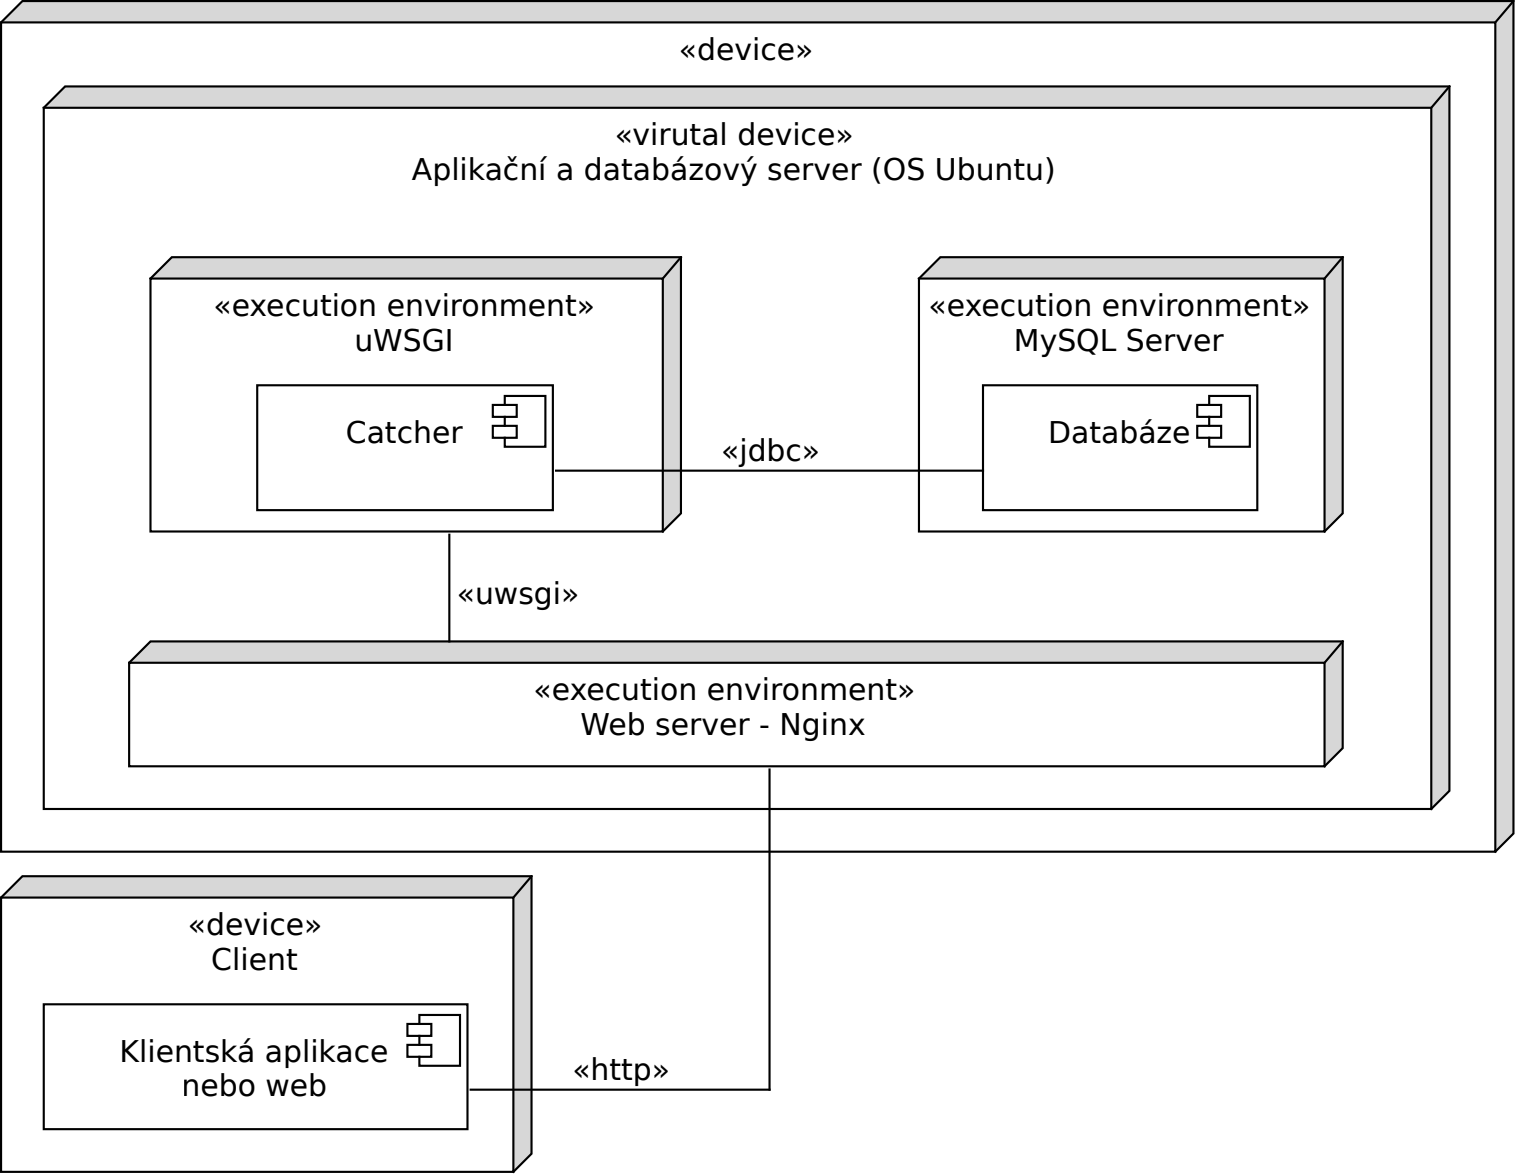 «device»
«virutal device»
Aplikační a databázový server (OS Ubuntu)
«execution environment»
uWSGI
Catcher
«jdbc»
«execution environment»
MySQL Server
Databáze
«uwsgi»
«execution environment»
Web server - Nginx
«device»
Client
Klientská aplikace
nebo web
«http»